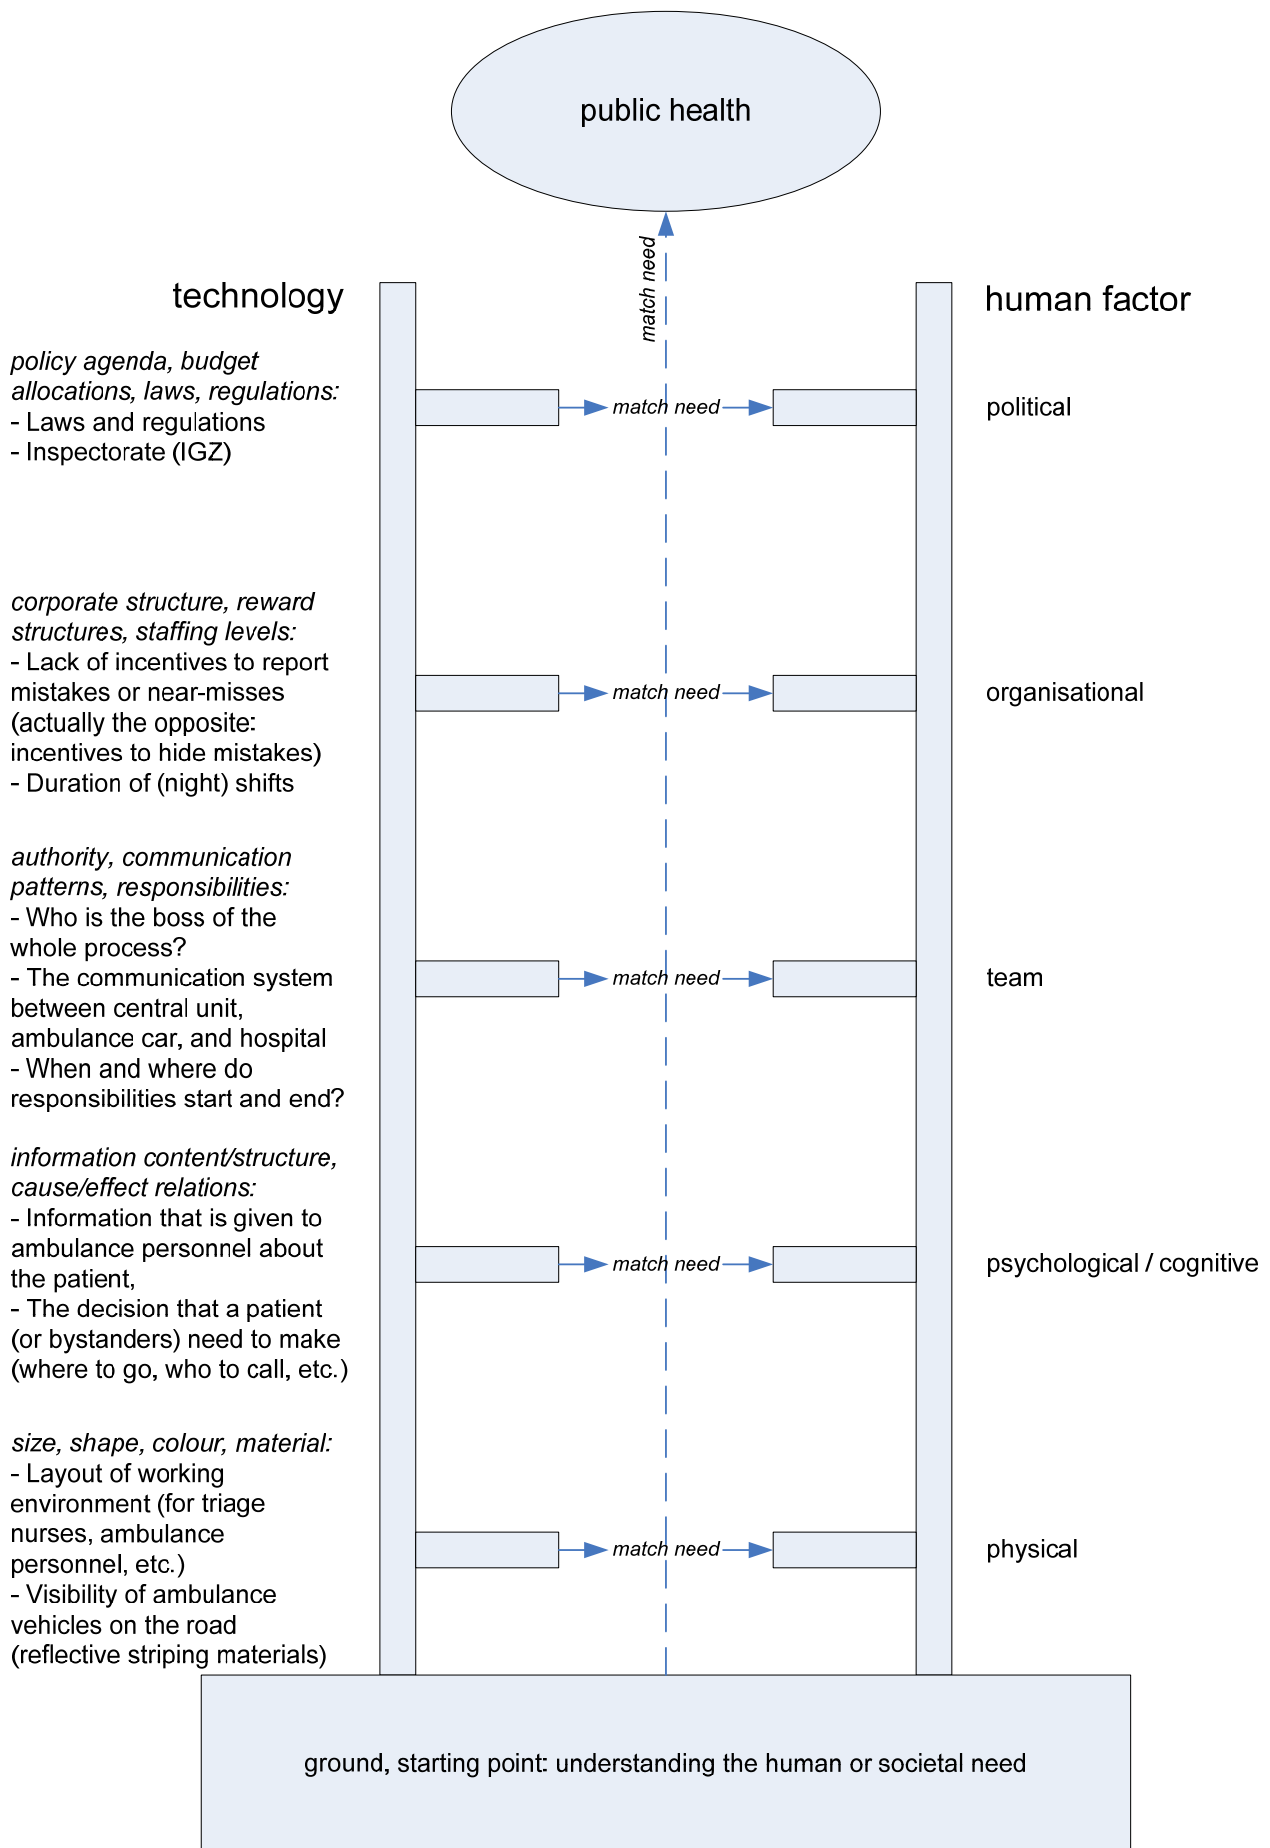 public health
match need
technology
human factor
policy agenda, budget
allocations, laws, regulations:
- Laws and regulations
- Inspectorate (IGZ)
match need
political
corporate structure, reward
structures, staffing levels:
- Lack of incentives to report
mistakes or near-misses
(actually the opposite:
incentives to hide mistakes)
- Duration of (night) shifts
match need
organisational
authority, communication
patterns, responsibilities:
- Who is the boss of the
whole process?
- The communication system
between central unit,
ambulance car, and hospital
- When and where do
responsibilities start and end?
match need
team
information content/structure,
cause/effect relations:
- Information that is given to
ambulance personnel about
the patient,
- The decision that a patient
(or bystanders) need to make
(where to go, who to call, etc.)
match need
psychological / cognitive
size, shape, colour, material:
- Layout of working
environment (for triage
nurses, ambulance
personnel, etc.)
- Visibility of ambulance
vehicles on the road
(reflective striping materials)
match need
physical
ground, starting point: understanding the human or societal need